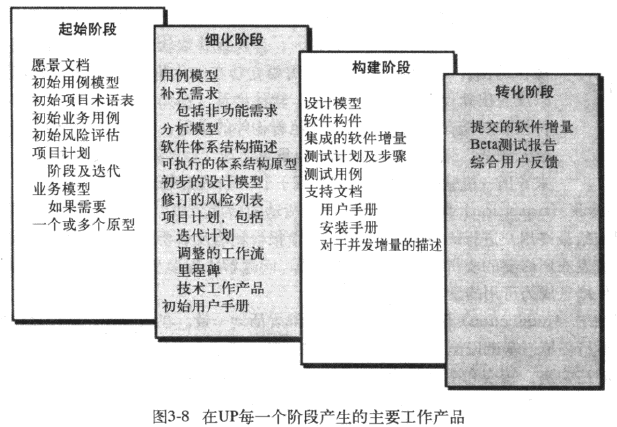 起始阶段
愿景文档
初始用例模型
初始项目术语表
初始业务用例
初始风险评估
项目计划
阶段及迭代
业务模型
如果需要
一个或多个原型
细化阶段
用例模型
补充需求
包括非功能需求
分析模型
软件体系结构描述
可执行的体系结构原型
初步的设计模型
修订的风险列表
项目计划，包括
迭代计划
调整的工作流
里程碑
技术工作产品
初始用户手册
构建阶段
设计模型
软件构件
集成的软件增量
测试计划及步骤
测试用例
支持文档
用户手册
安装手册
对于并发增量的描述
转化阶段
提交的软件增量
Beta测试报告
综合用户反馈
图3-8 在UP每一个阶段产生的主要工作产品